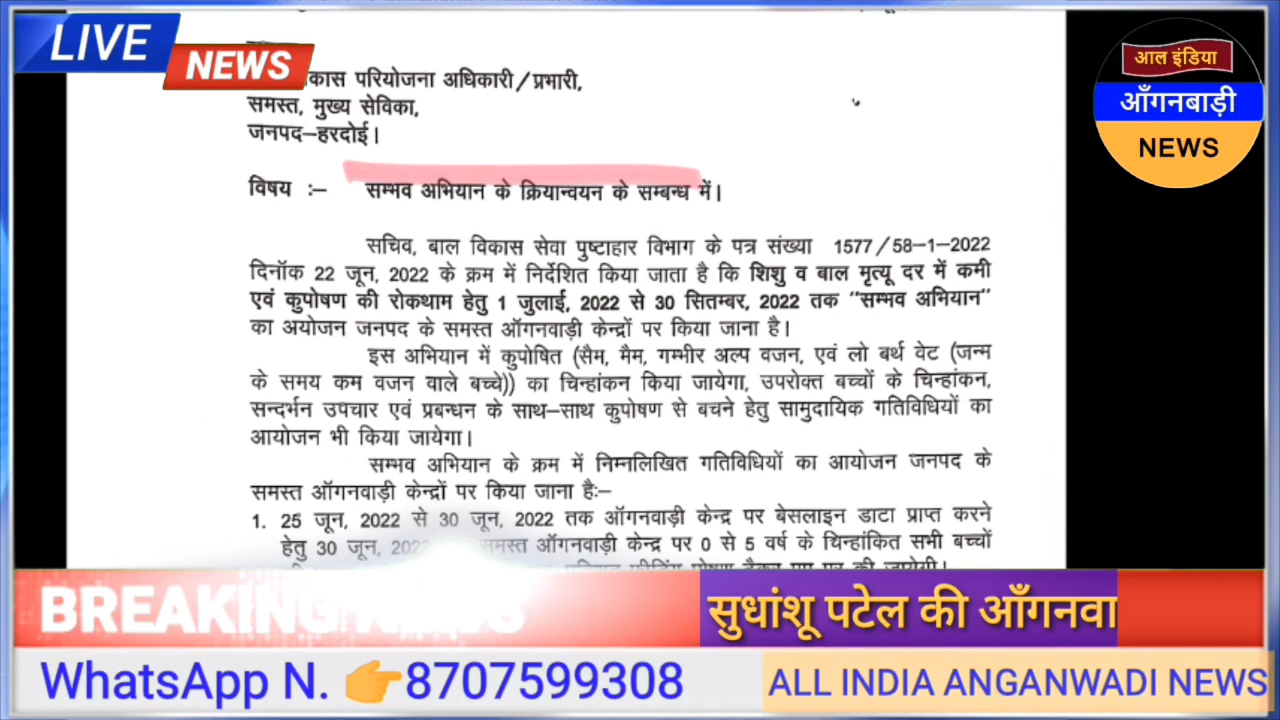 LIVE
NEWS
आल इंडिया
आँगनबाड़ी
NEWS
परियोजना अधिकारी/प्रभारी,
समस्त, मुख्य सेविका,
जनपद–हरदोई।
विषय :– सम्भव अभियान के क्रियान्वयन के सम्बन्ध में।
सचिव, बाल विकास सेवा पुष्टाहार विभाग के पत्र संख्या 1577/58–1–2022
दिनॉक 22 जून, 2022 के क्रम में निर्देशित किया जाता है कि शिशु व बाल मृत्यू दर में कमी
एवं कुपोषण की रोकथाम हेतु 1 जुलाई, 2022 से 30 सितम्बर, 2022 तक "सम्भव अभियान"
का अयोजन जनपद के समस्त ऑगनवाड़ी केन्द्रों पर किया जाना है।
इस अभियान में कुपोषित (सैम, मैम, गम्भीर अल्प वजन, एवं लो बर्थ वेट (जन्म
के समय कम वजन वाले बच्चे)) का चिन्हांकन किया जायेगा, उपरोक्त बच्चों के चिन्हांकन,
सन्दर्भन उपचार एवं प्रबन्धन के साथ–साथ कुपोषण से बचने हेतु सामुदायिक गतिविधियों का
आयोजन भी किया जायेगा।
सम्भव अभियान के क्रम में निम्नलिखित गतिविधियों का आयोजन जनपद के
समस्त ऑगनवाड़ी केन्द्रों पर किया जाना है:–
1. 25 जून, 2022 से 30 जून, 2022 तक ऑगनवाड़ी केन्द्र पर बेसलाइन डाटा प्राप्त करने
हेतु 30 जून, समस्त ऑगनवाड़ी केन्द्र पर 0 से 5 वर्ष के चिन्हांकित सभी बच्चों
BREAKING NEWS
सुधांशू पटेल की आँगनवा
WhatsApp N. 👉8707599308
ALL INDIA ANGANWADI NEWS